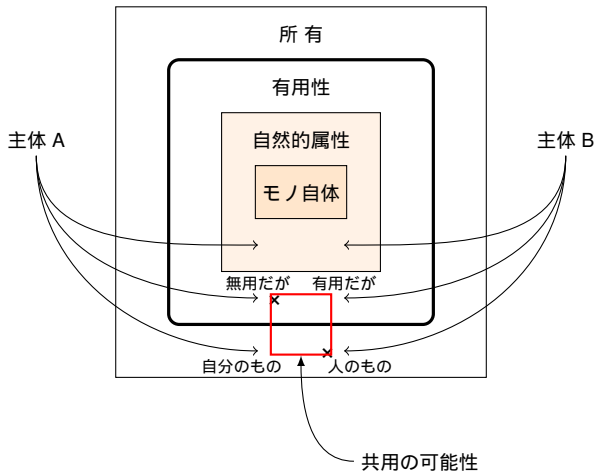 所 有
有用性
主体 A
自然的属性
主体 B
モノ自体
無用だが
有用だが
自分のもの
人のもの
共用の可能性